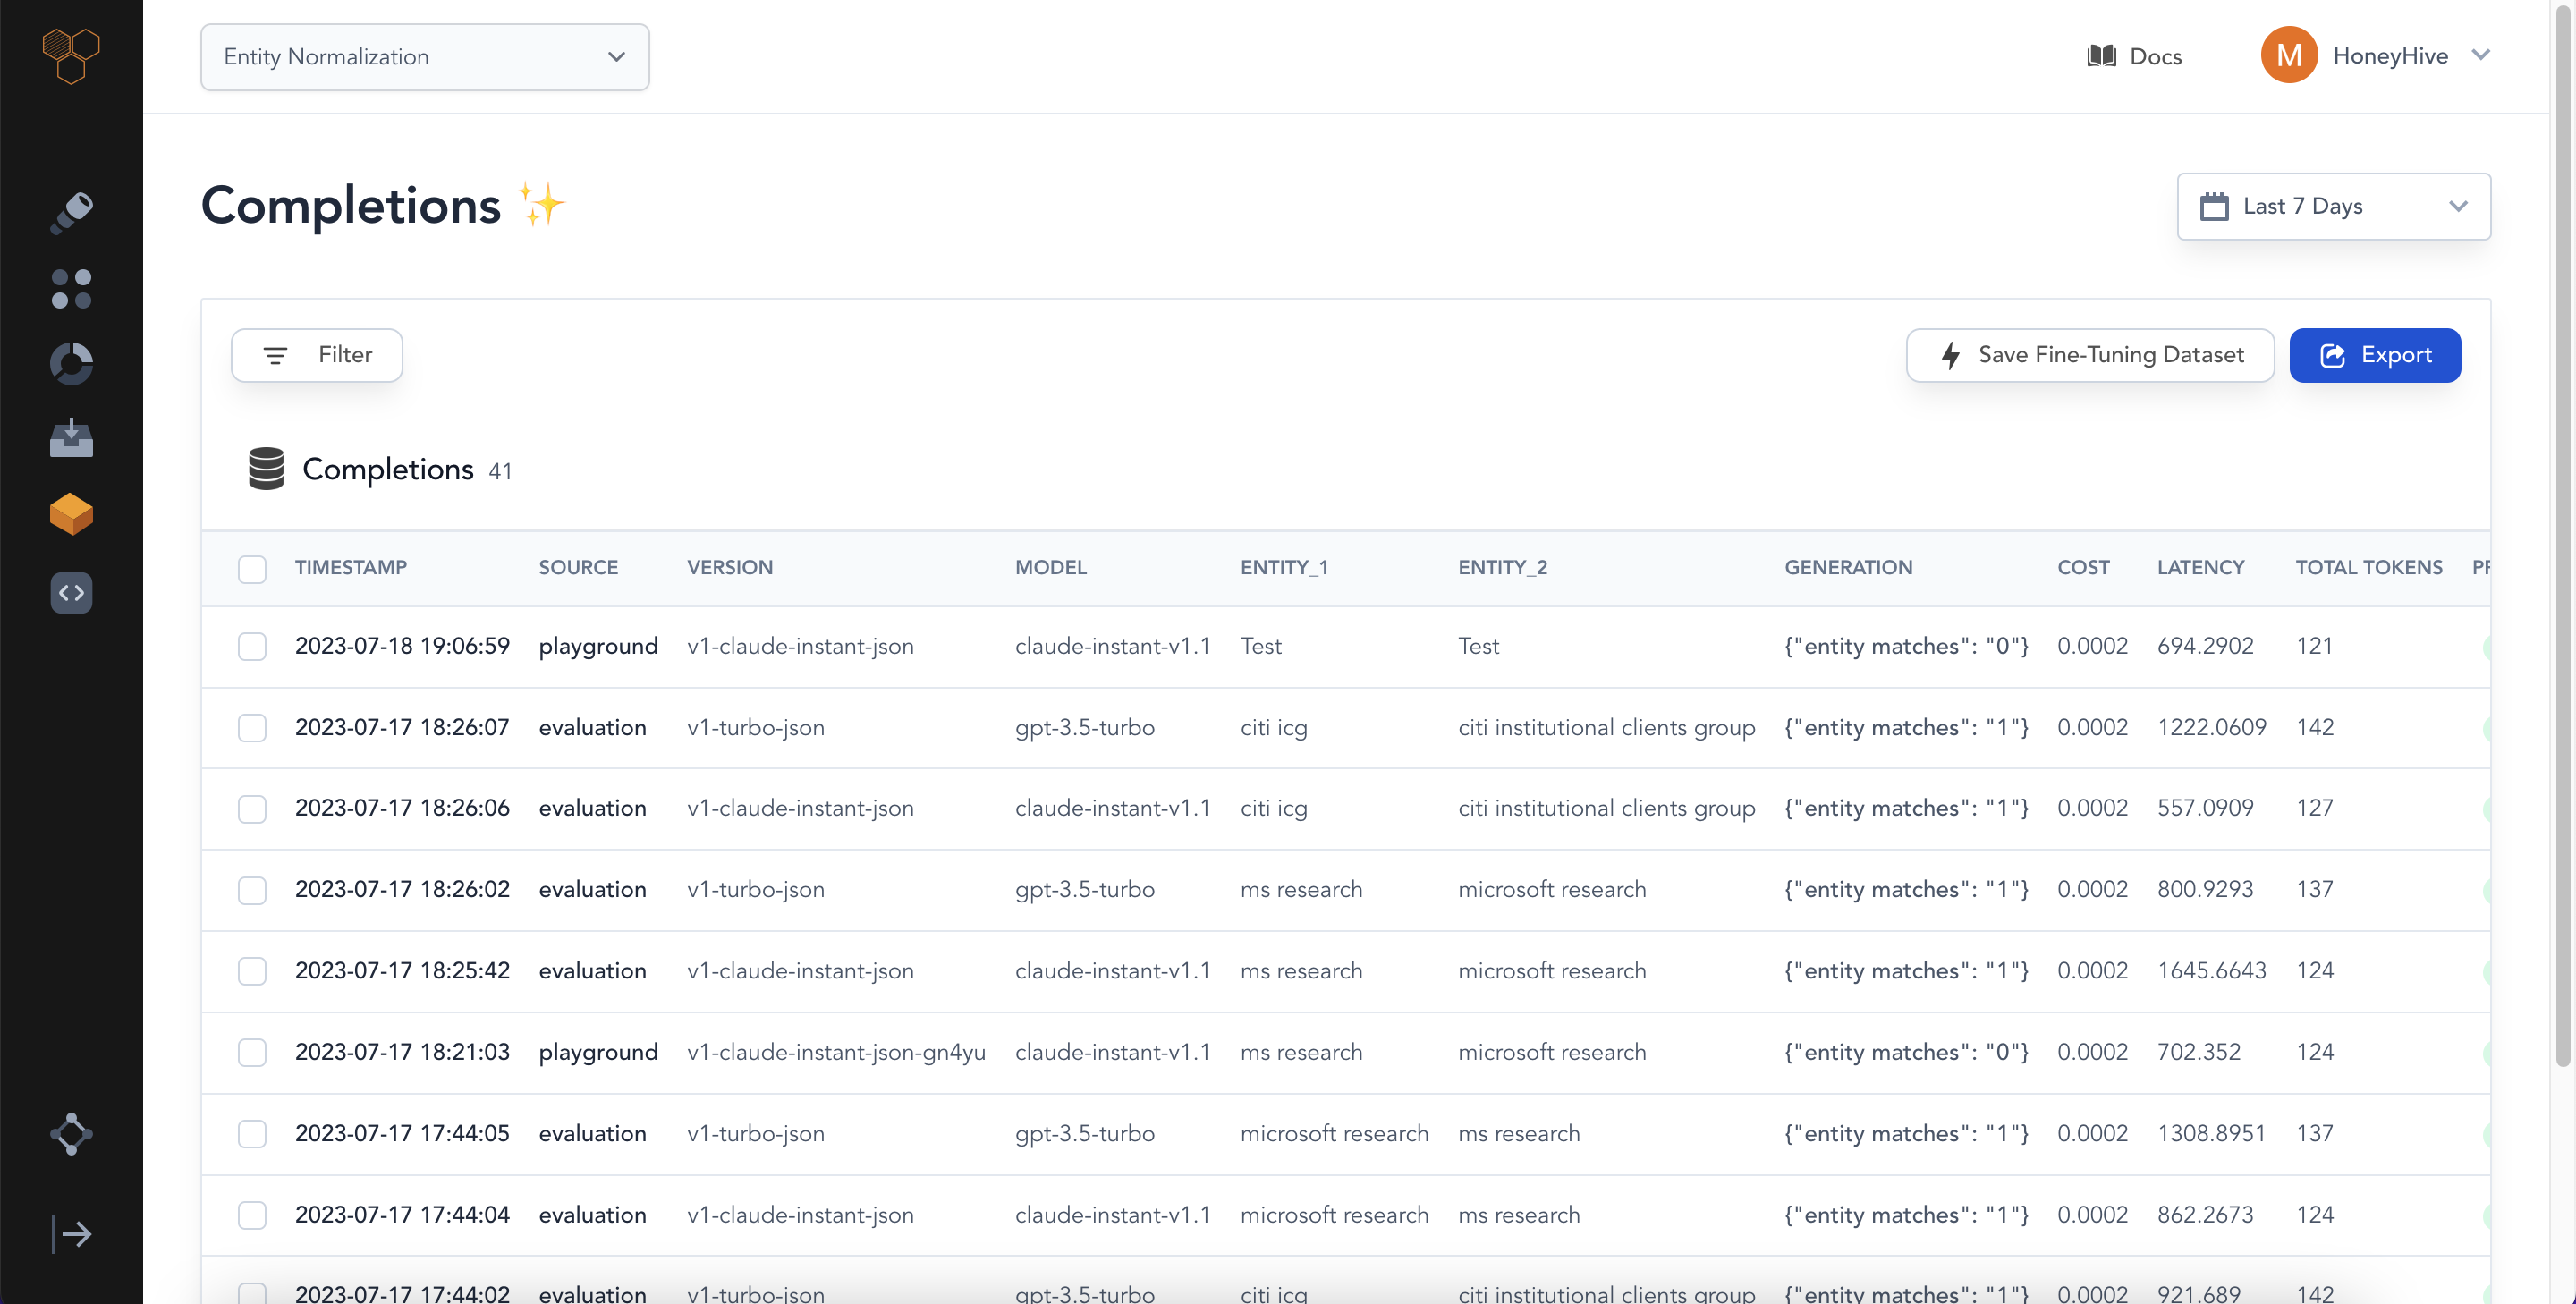 Entity Normalization
Docs
M HoneyHive
Completions ✨
Last 7 Days
Filter
Save Fine-Tuning Dataset
Export
Completions 41
TIMESTAMP SOURCE VERSION MODEL ENTITY_1 ENTITY_2 GENERATION COST LATENCY TOTAL TOKENS
2023-07-18 19:06:59 playground v1-claude-instant-json claude-instant-v1.1 Test Test {"entity matches": "0"} 0.0002 694.2902 121
2023-07-17 18:26:07 evaluation v1-turbo-json gpt-3.5-turbo citi icg citi institutional clients group {"entity matches": "1"} 0.0002 1222.0609 142
2023-07-17 18:26:06 evaluation v1-claude-instant-json claude-instant-v1.1 citi icg citi institutional clients group {"entity matches": "1"} 0.0002 557.0909 127
2023-07-17 18:26:02 evaluation v1-turbo-json gpt-3.5-turbo ms research microsoft research {"entity matches": "1"} 0.0002 800.9293 137
2023-07-17 18:25:42 evaluation v1-claude-instant-json claude-instant-v1.1 ms research microsoft research {"entity matches": "1"} 0.0002 1645.6643 124
2023-07-17 18:21:03 playground v1-claude-instant-json-gn4yu claude-instant-v1.1 ms research microsoft research {"entity matches": "0"} 0.0002 702.352 124
2023-07-17 17:44:05 evaluation v1-turbo-json gpt-3.5-turbo microsoft research ms research {"entity matches": "1"} 0.0002 1308.8951 137
2023-07-17 17:44:04 evaluation v1-claude-instant-json claude-instant-v1.1 microsoft research ms research {"entity matches": "1"} 0.0002 862.2673 124
2023-07-17 17:44:02 evaluation v1-turbo-json gpt-3.5-turbo citi icg citi institutional clients group {"entity matches": "1"} 0.0002 921.689 142